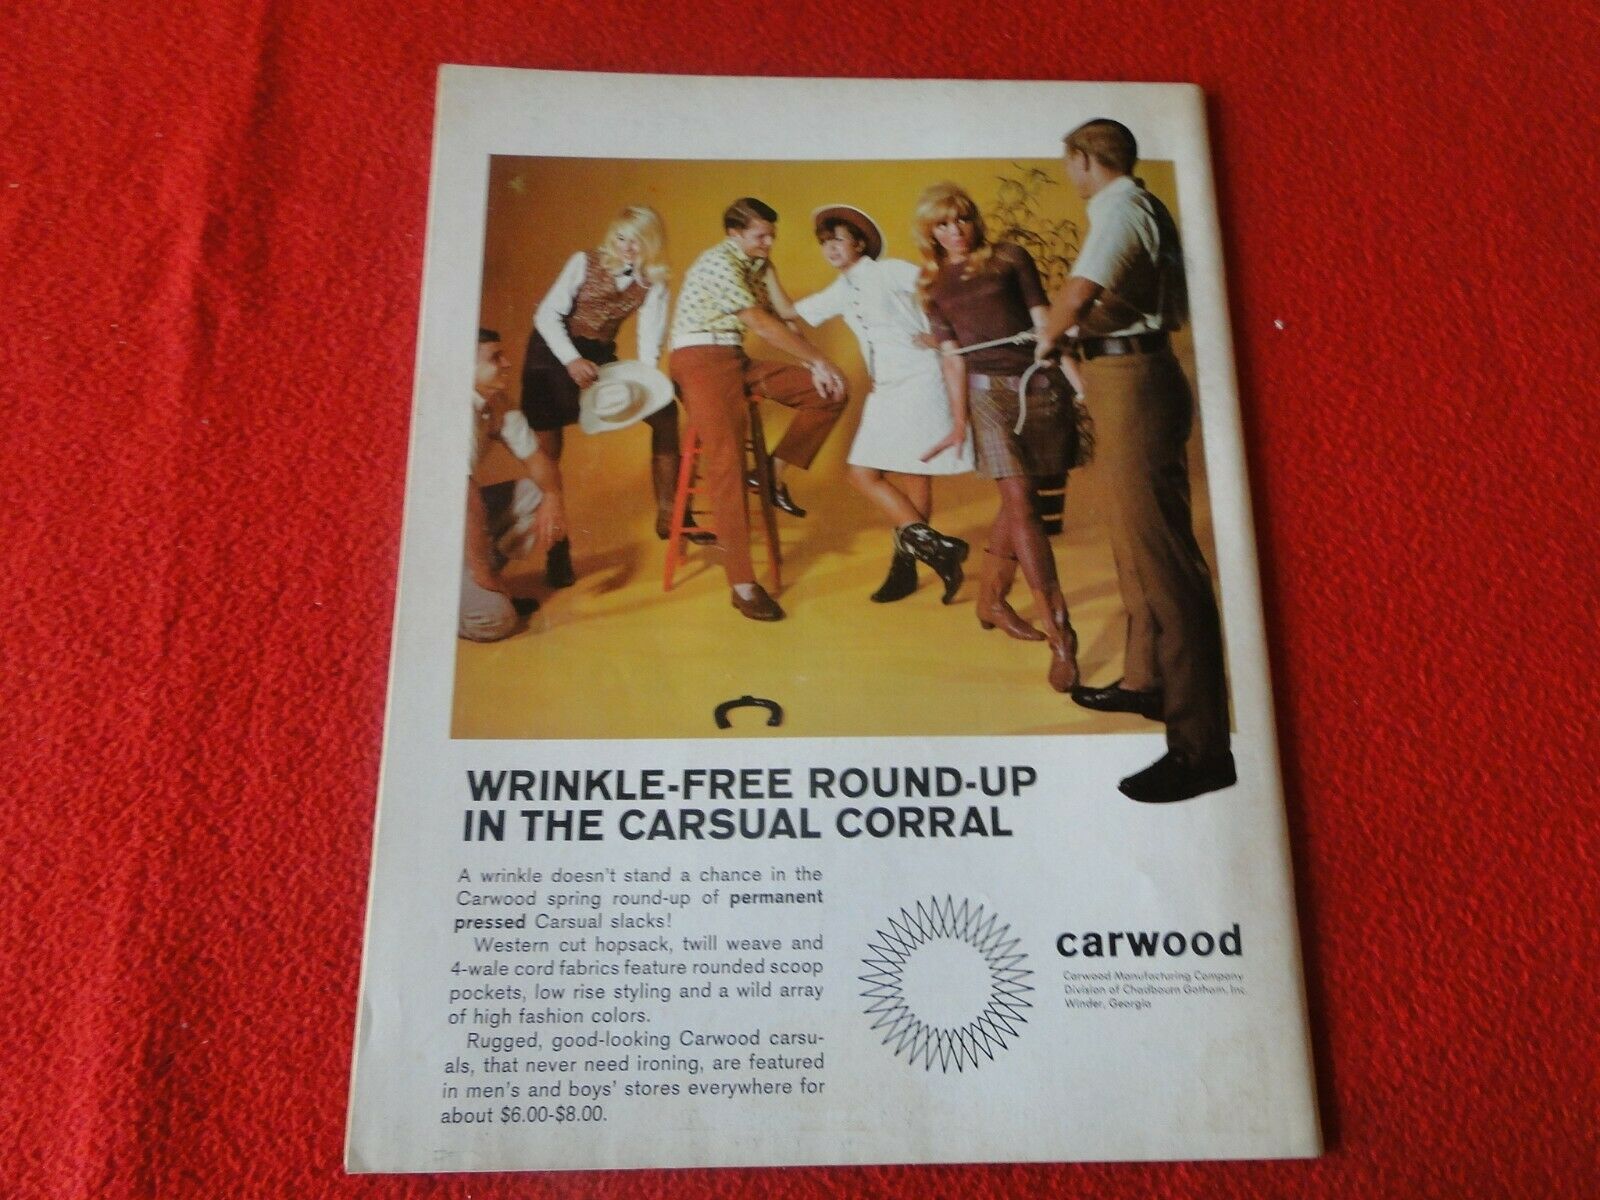 WRINKLE-FREE ROUND-UP
IN THE CARSUAL CORRAL
A wrinkle doesn't stand a chance in the
Carwood spring round-up of permanent
pressed Carsual slacks!
Western cut hopsack, twill weave and
4-wale cord fabrics feature rounded scoop
pockets, low rise styling and a wild array
of high fashion colors.
Rugged, good-looking Carwood carsu-
als, that never need ironing, are featured
in men's and boys' stores everywhere for
about $6.00-$8.00.
carwood
Carwood Manufacturing Company
Division of Chadbourn Gotham, Inc.
Winder, Georgia